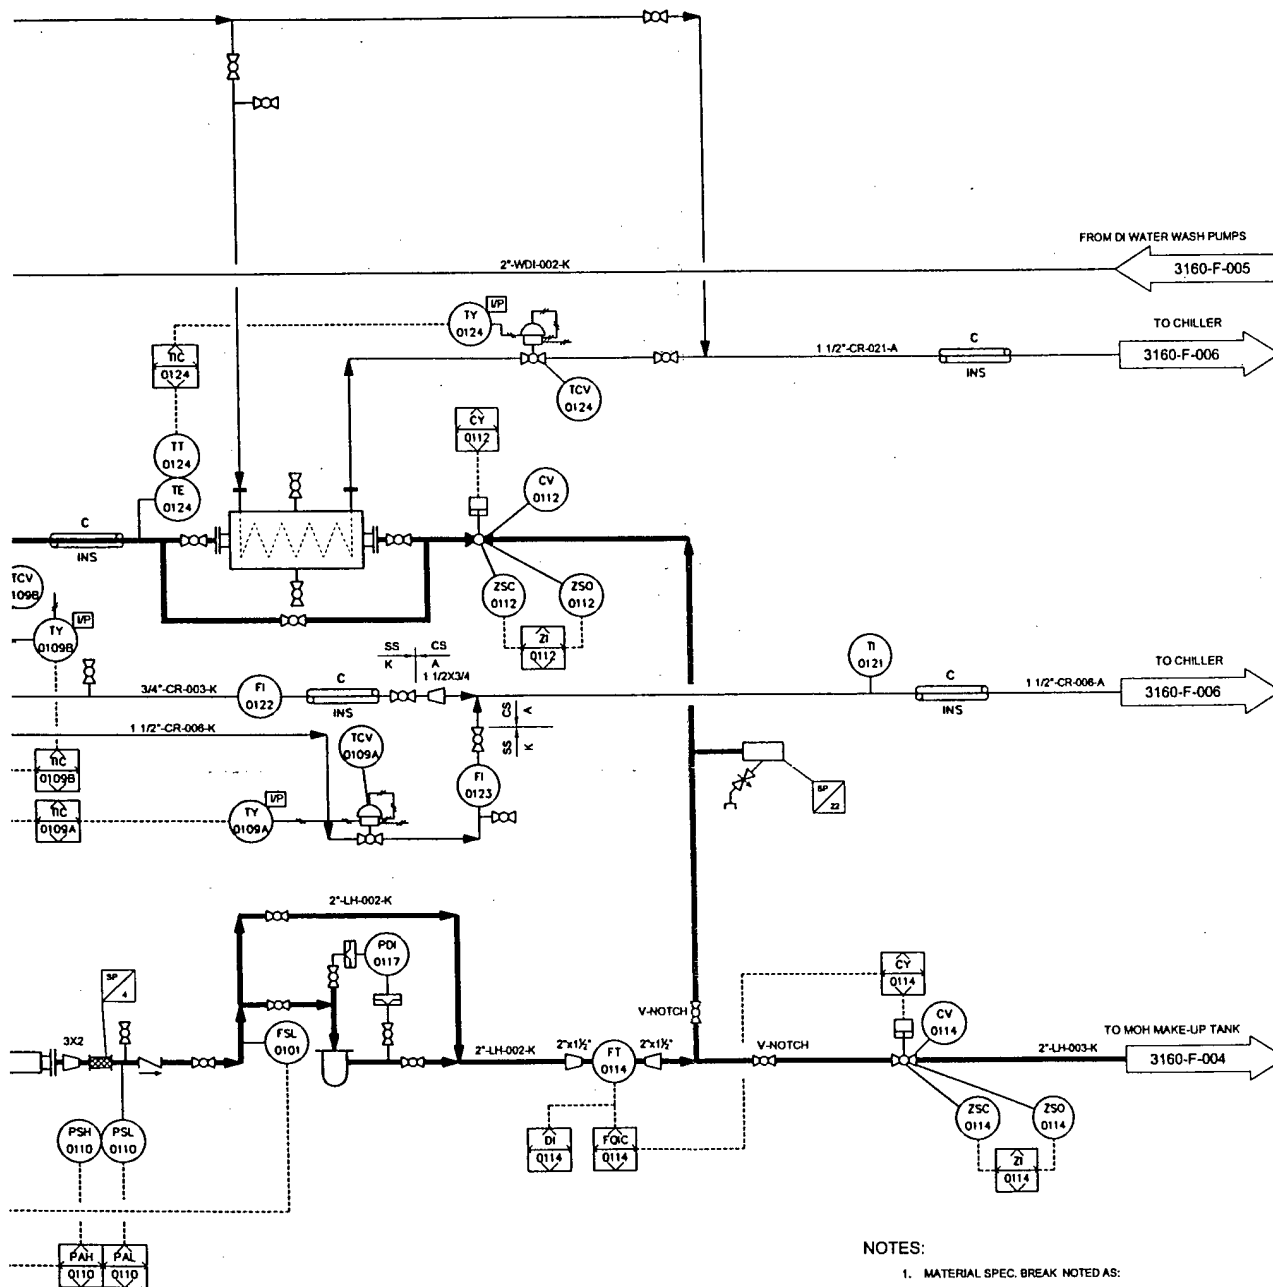 FROM DI WATER WASH PUMPS
2"-WDI-002-K
3160-F-005
TY
0124
I/P
TO CHILLER
TIC
0124
1 1/2"-CR-021-A
C
INS
3160-F-006
TCV
0124
CY
0112
TT
0124
TE
0124
CV
0112
C
INS
TCV
0109B
ZSC
0112
ZSO
0112
TY
0109B
I/P
ZI
0112
SS
K
CS
A
1 1/2X3/4
TI
0121
TO CHILLER
3/4"-CR-003-K
FI
0122
C
INS
C
INS
1 1/2"-CR-006-A
3160-F-006
1 1/2"-CR-006-K
TCV
0109A
CS
A
SS
K
TIC
0109B
FI
0123
SP
22
TIC
0109A
TY
0109A
I/P
2"-LH-002-K
PDI
0117
SP
4
CY
0114
V-NOTCH
CV
0114
3X2
FSL
0101
2"-LH-002-K
2"x1½"
FT
0114
2"x1½"
V-NOTCH
2"-LH-003-K
TO MOH MAKE-UP TANK
3160-F-004
PSH
0110
PSL
0110
DI
0114
FQIC
0114
ZSC
0114
ZSO
0114
ZI
0114
PAH
0110
PAL
0110
NOTES:
1. MATERIAL SPEC. BREAK NOTED AS: